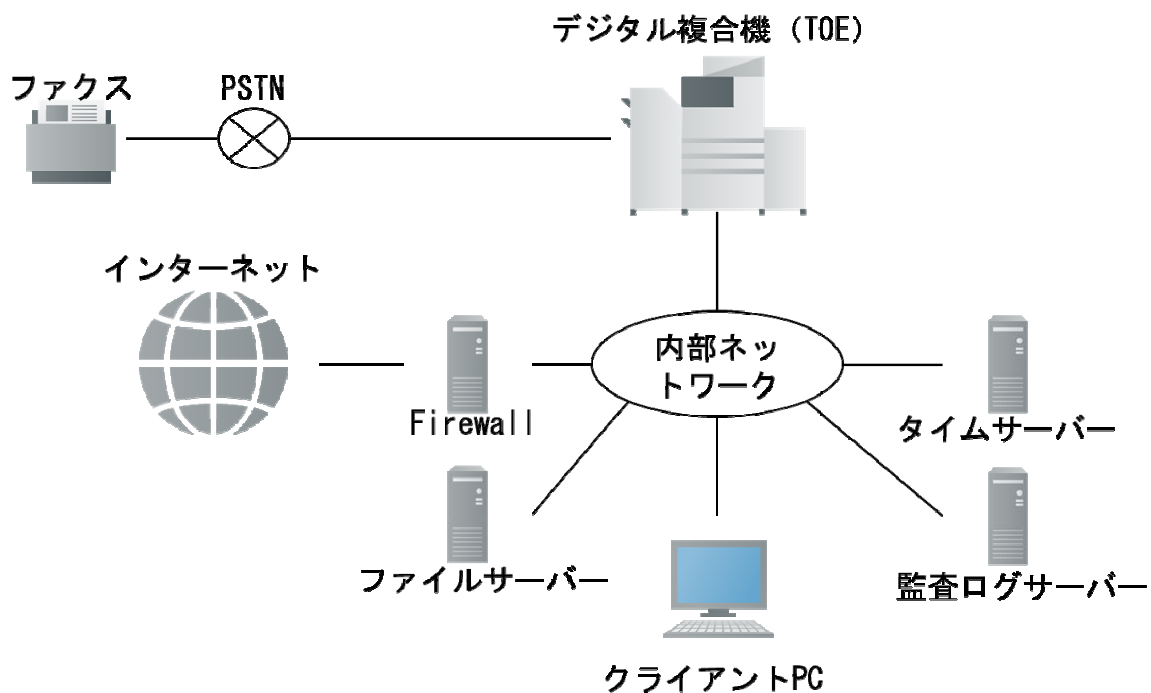 デジタル複合機 (TOE)
ファクス
PSTN
インターネット
内部ネッ
トワーク
Firewall
タイムサーバー
ファイルサーバー
監査ログサーバー
クライアントPC